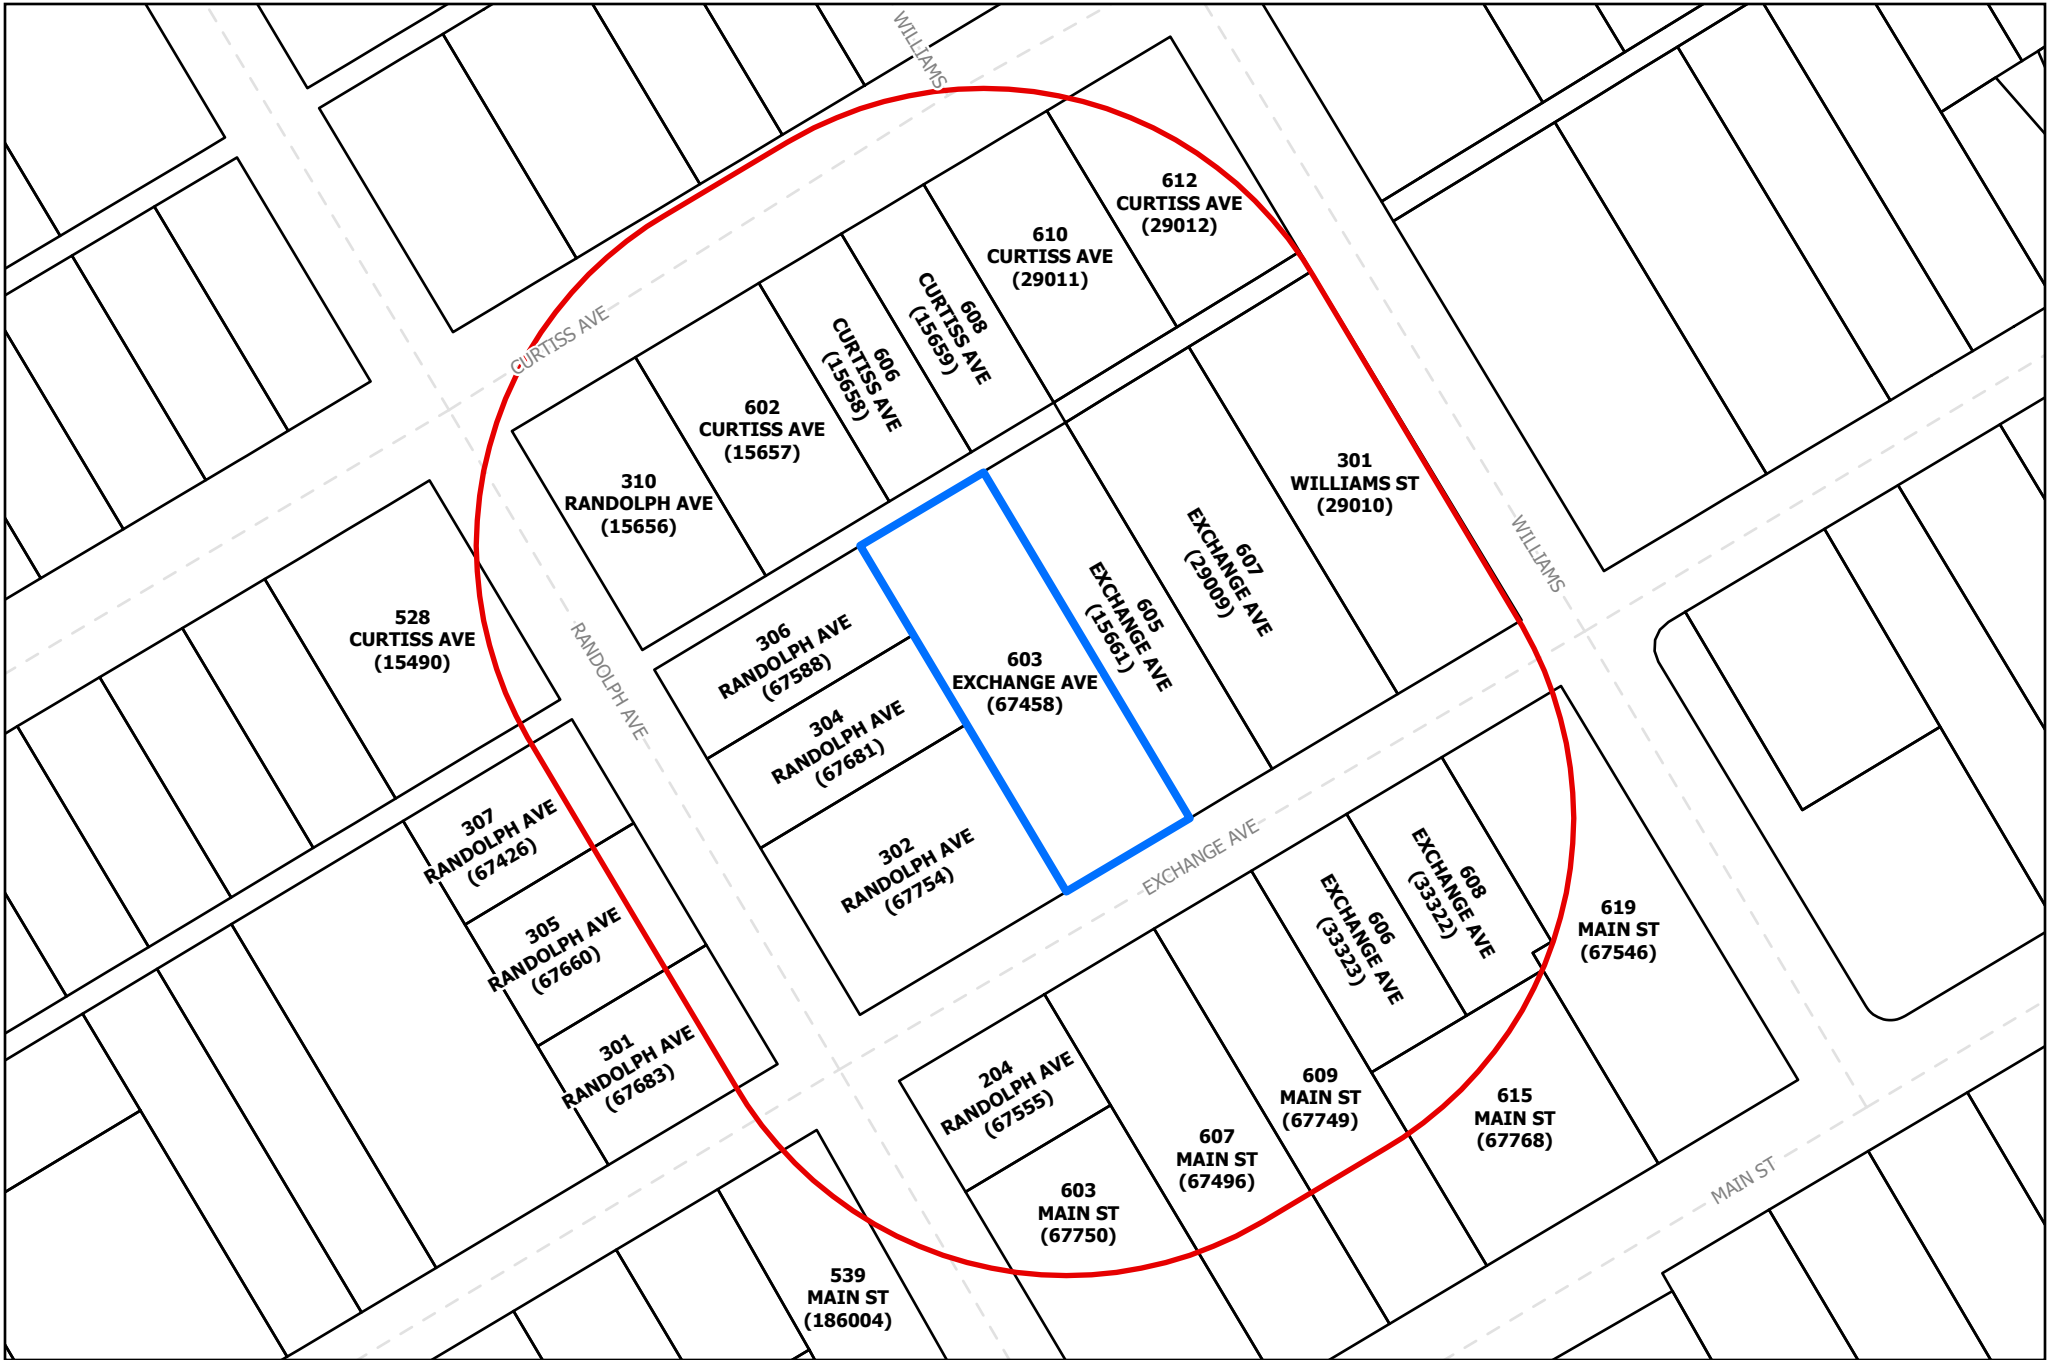 WILLIAMS
612
CURTISS AVE
(29012)
610
CURTISS AVE
(29011)
608
CURTISS AVE
(15659)
606
CURTISS AVE
(15658)
CURTISS AVE
602
CURTISS AVE
(15657)
310
RANDOLPH AVE
(15656)
301
WILLIAMS ST
(29010)
607
EXCHANGE AVE
(29009)
WILLIAMS
605
EXCHANGE AVE
(15661)
528
CURTISS AVE
(15490)
RANDOLPH AVE
306
RANDOLPH AVE
(67588)
603
EXCHANGE AVE
(67458)
304
RANDOLPH AVE
(67681)
307
RANDOLPH AVE
(67426)
302
RANDOLPH AVE
(67754)
EXCHANGE AVE
608
EXCHANGE AVE
(33322)
606
EXCHANGE AVE
(33323)
619
MAIN ST
(67546)
305
RANDOLPH AVE
(67660)
301
RANDOLPH AVE
(67683)
204
RANDOLPH AVE
(67555)
609
MAIN ST
(67749)
615
MAIN ST
(67768)
607
MAIN ST
(67496)
603
MAIN ST
(67750)
MAIN ST
539
MAIN ST
(186004)